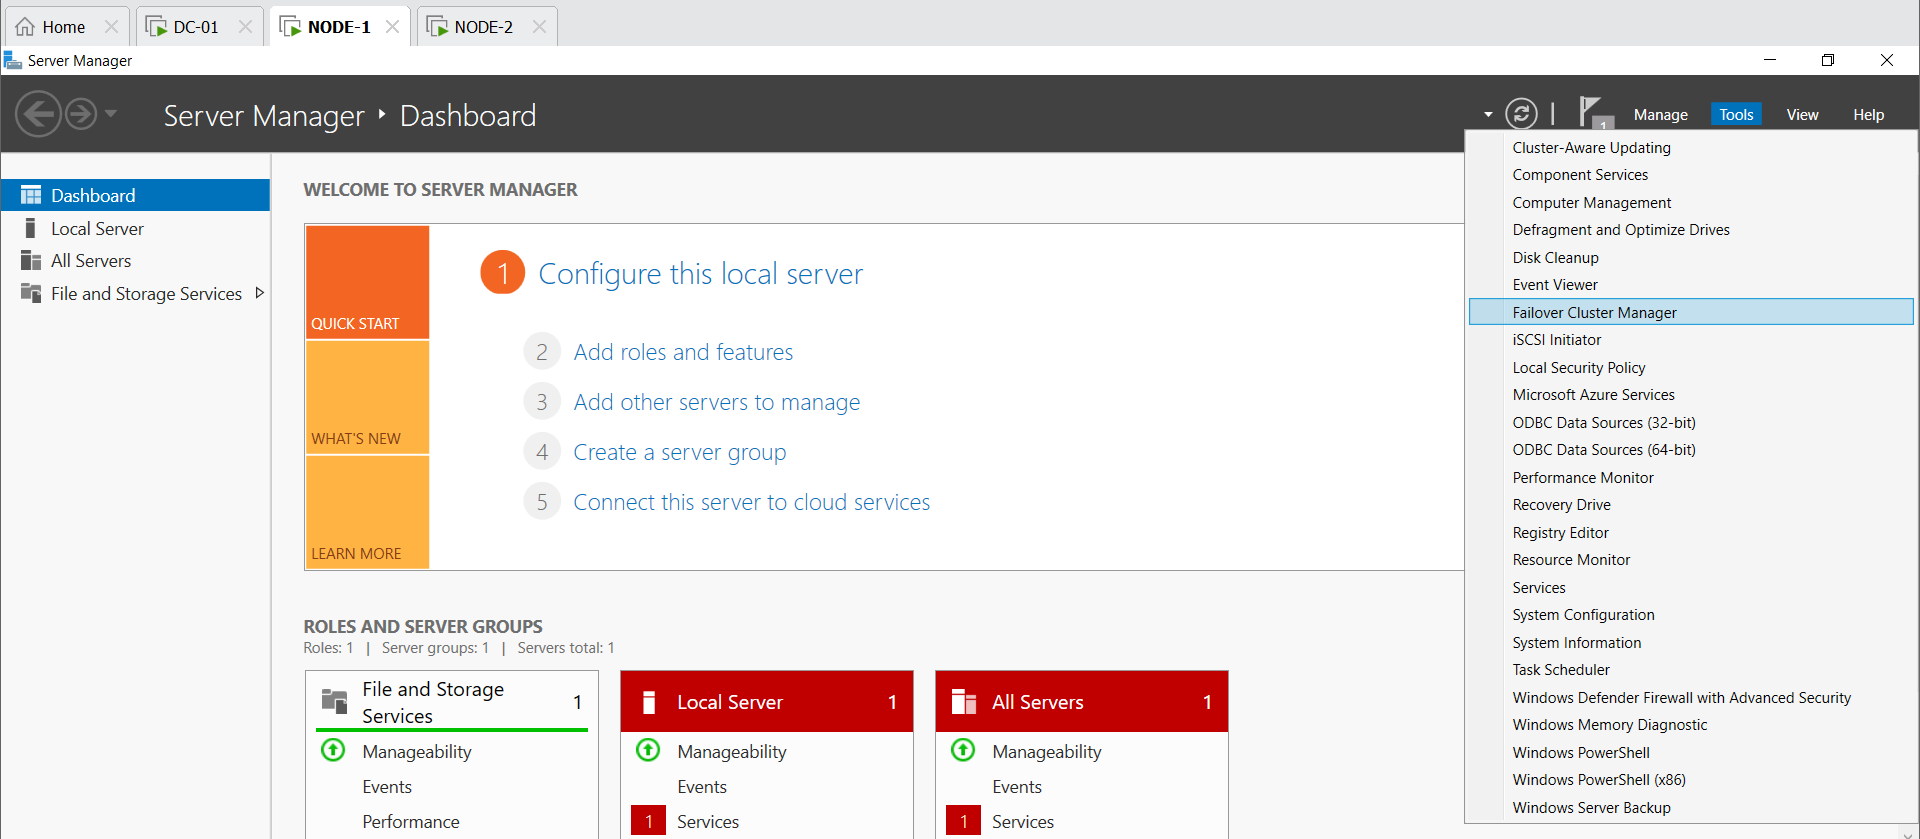 Home
DC-01
NODE-1
NODE-2
Server Manager
Server Manager Dashboard
1
Manage
Tools
View
Help
Dashboard
Local Server
All Servers
File and Storage Services
WELCOME TO SERVER MANAGER
QUICK START
WHAT'S NEW
LEARN MORE
1 Configure this local server
2 Add roles and features
3 Add other servers to manage
4 Create a server group
5 Connect this server to cloud services
ROLES AND SERVER GROUPS
Roles: 1 | Server groups: 1 | Servers total: 1
File and Storage
Services
1
Manageability
Events
Performance
Local Server 1
Manageability
Events
1 Services
All Servers 1
Manageability
Events
1 Services
Cluster-Aware Updating
Component Services
Computer Management
Defragment and Optimize Drives
Disk Cleanup
Event Viewer
Failover Cluster Manager
iSCSI Initiator
Local Security Policy
Microsoft Azure Services
ODBC Data Sources (32-bit)
ODBC Data Sources (64-bit)
Performance Monitor
Recovery Drive
Registry Editor
Resource Monitor
Services
System Configuration
System Information
Task Scheduler
Windows Defender Firewall with Advanced Security
Windows Memory Diagnostic
Windows PowerShell
Windows PowerShell (x86)
Windows Server Backup